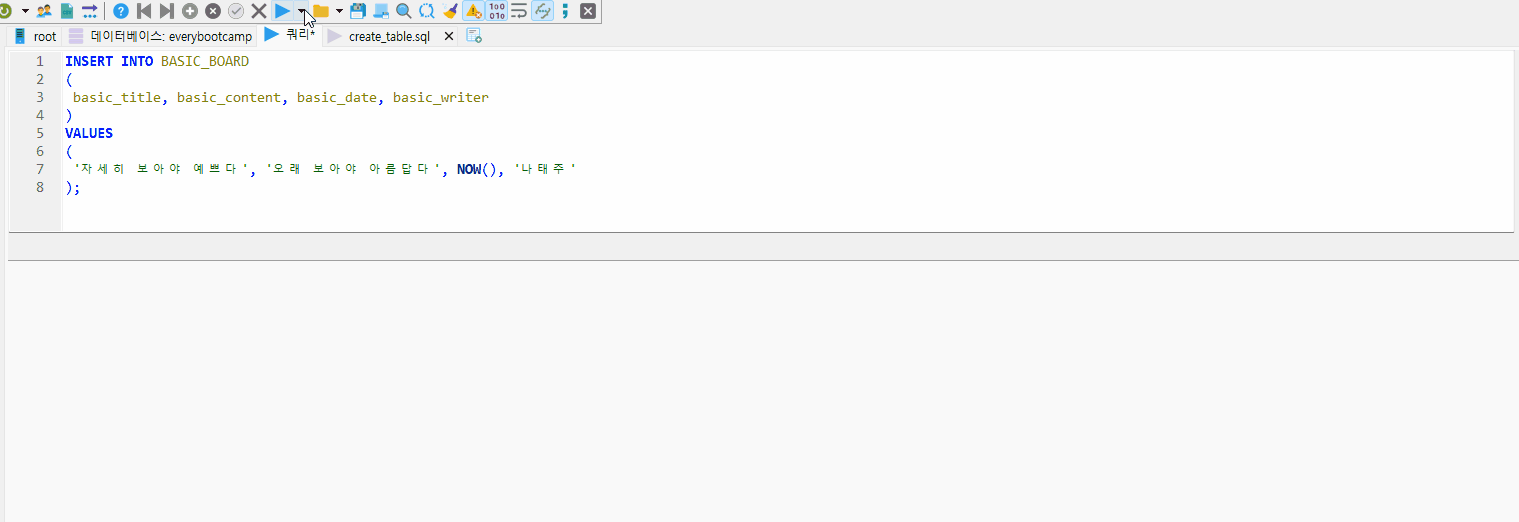 root 데이터베이스: everybootcamp 쿼리* create_table.sql
1 INSERT INTO BASIC_BOARD
2 (
3 basic_title, basic_content, basic_date, basic_writer
4 )
5 VALUES
6 (
7 '자세히 보아야 예쁘다', '오래 보아야 아름답다', NOW(), '나태주'
8 );